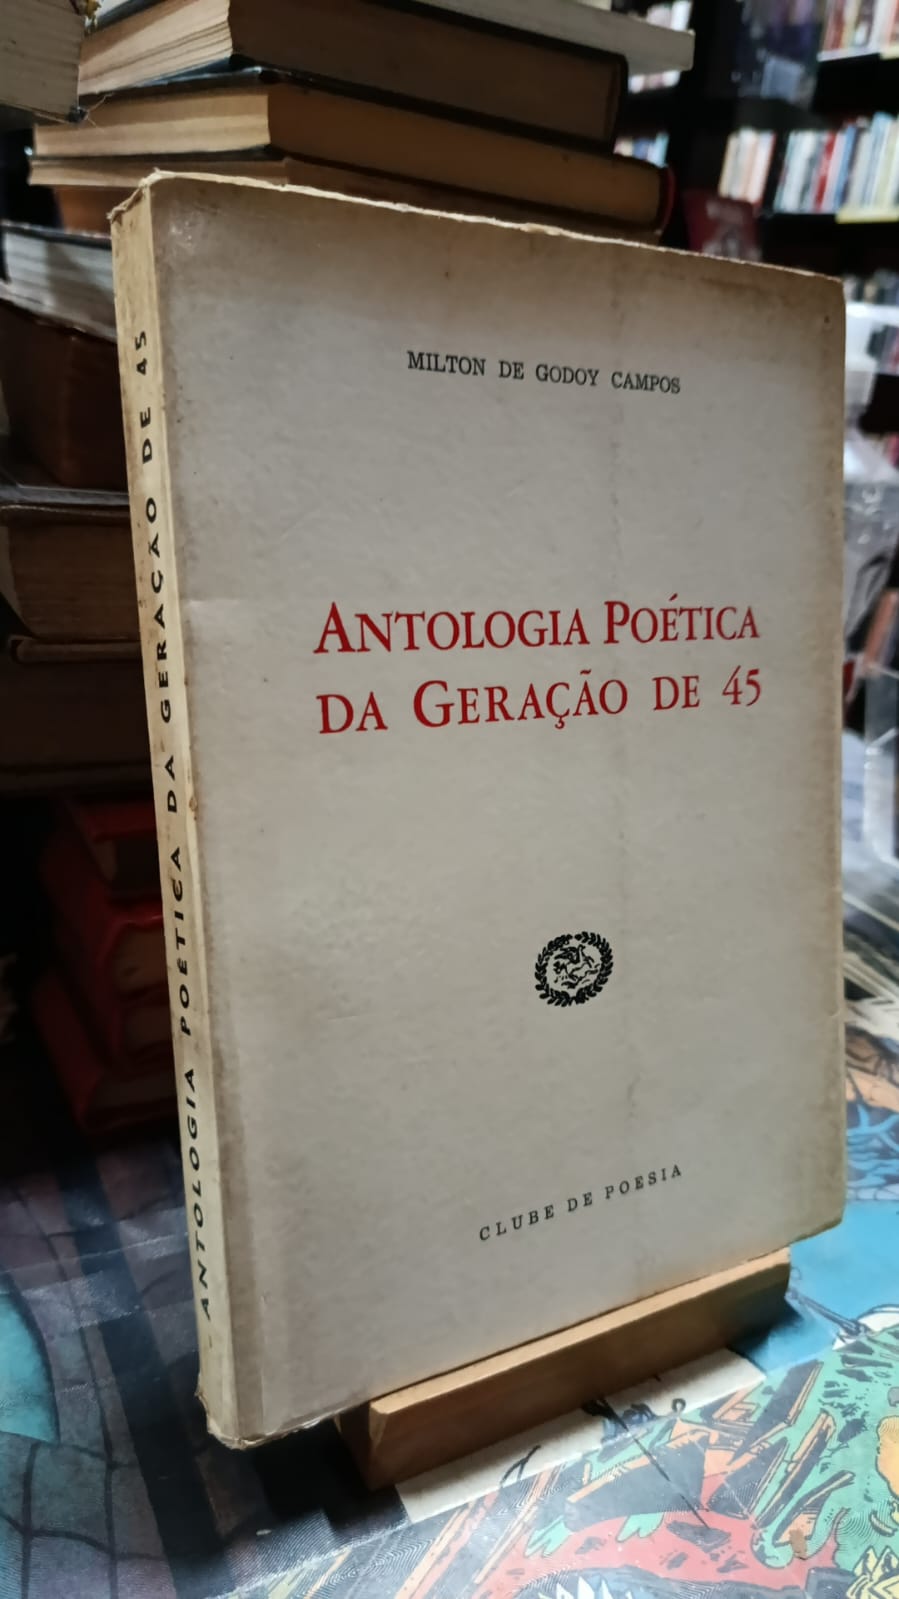 MILTON DE GODOY CAMPOS
ANTOLOGIA POÉTICA
DA GERAÇÃO DE 45
CLUBE DE POESIA
ANTOLOGIA POÉTICA DA GERAÇÃO DE 45